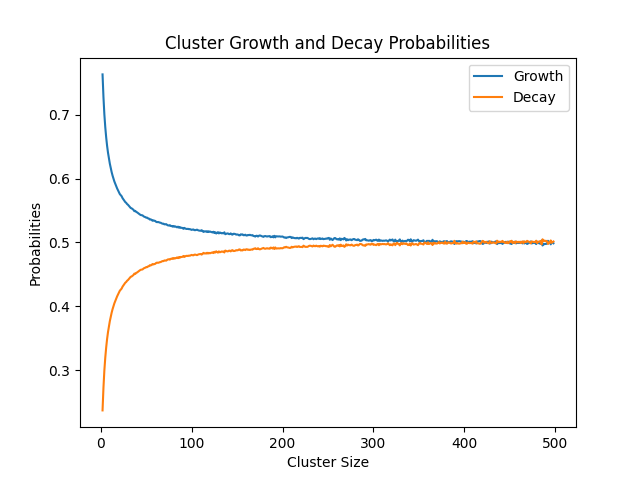 Cluster Growth and Decay Probabilities
Growth
Decay
Probabilities
0.7
0.6
0.5
0.4
0.3
0
100
200
300
400
500
Cluster Size